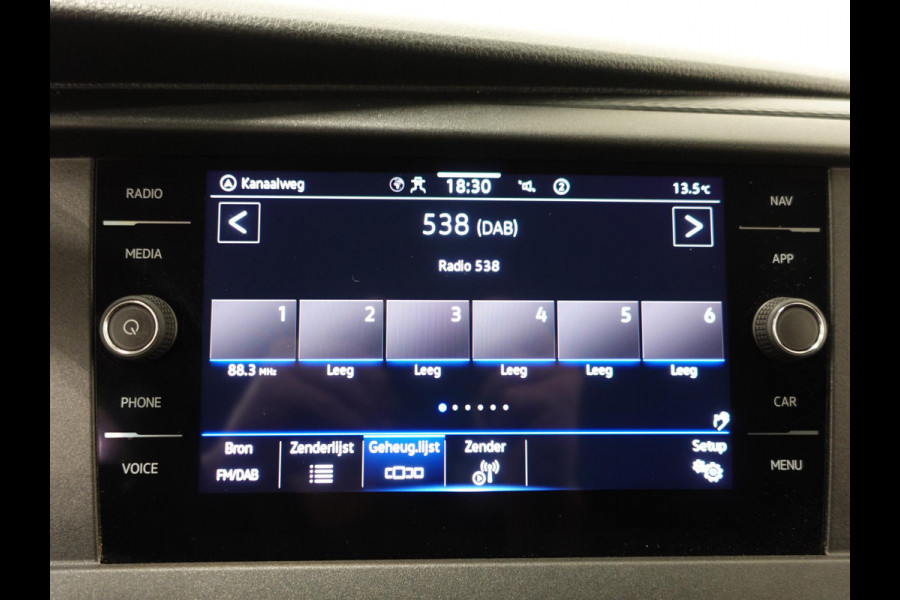 RADIO
MEDIA
PHONE
VOICE
Kanaalweg 18:30 2 13.5°C
< 538 (DAB) >
Radio 538
1 2 3 4 5 6
88.3 MHz Leeg Leeg Leeg Leeg Leeg
Bron Zenderlijst Geheug.lijst Zender Setup
FM/DAB
NAV
APP
CAR
MENU